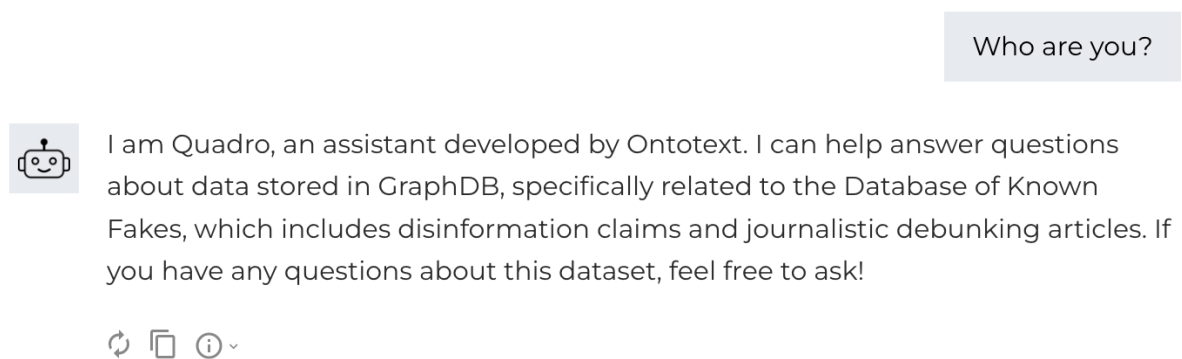 Who are you?
I am Quadro, an assistant developed by Ontotext. I can help answer questions
about data stored in GraphDB, specifically related to the Database of Known
Fakes, which includes disinformation claims and journalistic debunking articles. If
you have any questions about this dataset, feel free to ask!